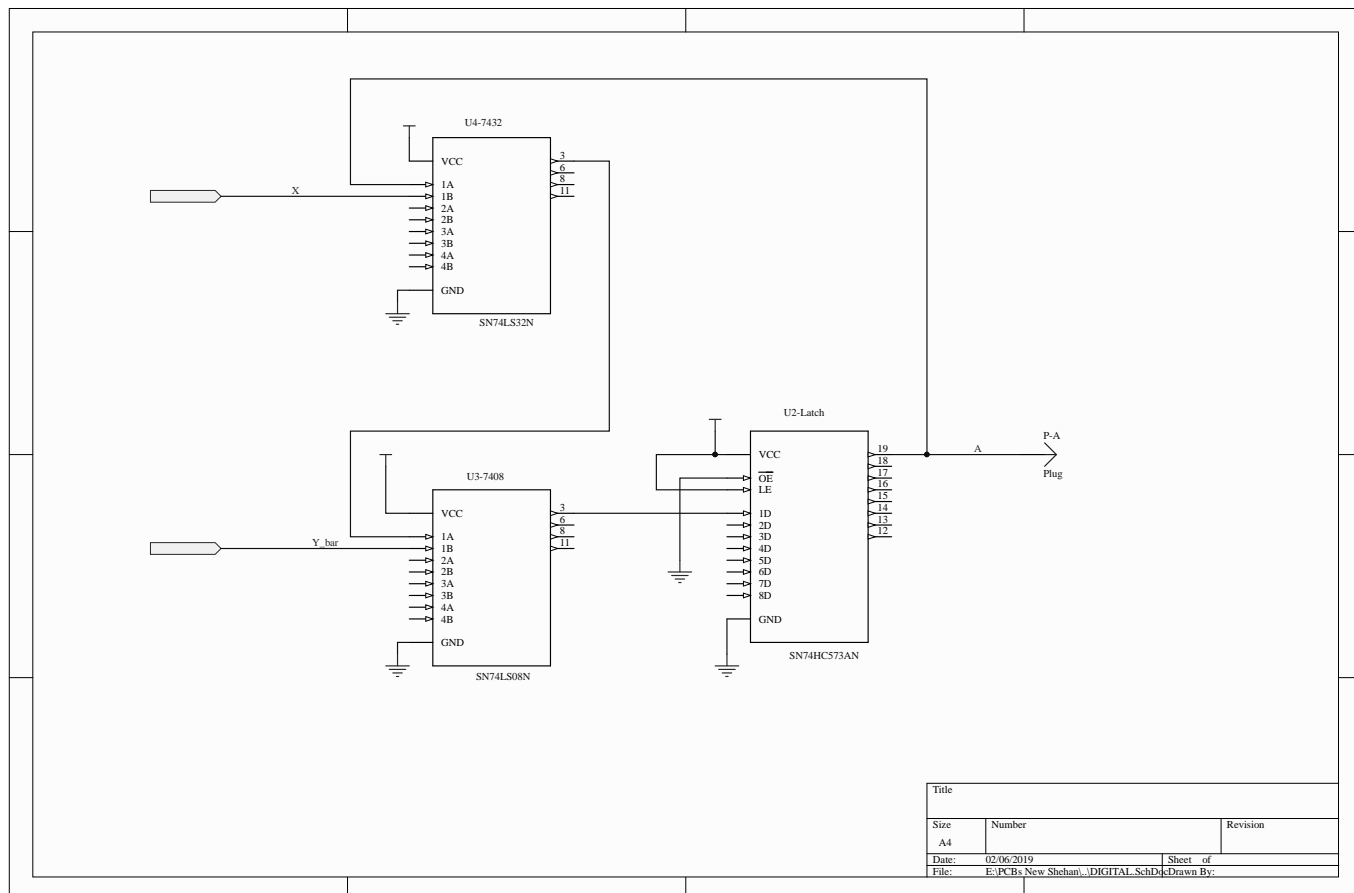 U4-7432
VCC
1A
1B
2A
2B
3A
3B
4A
4B
GND
3
6
8
11
SN74LS32N
X
U3-7408
VCC
1A
1B
2A
2B
3A
3B
4A
4B
GND
3
6
8
11
SN74LS08N
Y_bar
U2-Latch
VCC
OE
LE
1D
2D
3D
4D
5D
6D
7D
8D
GND
19
18
17
16
15
14
13
12
SN74HC573AN
A
P-A
Plug
Title
Size Number Revision
A4
Date: 02/06/2019 Sheet of
File: E:\PCBs New Shehan\..\DIGITAL.SchDoc Drawn By: